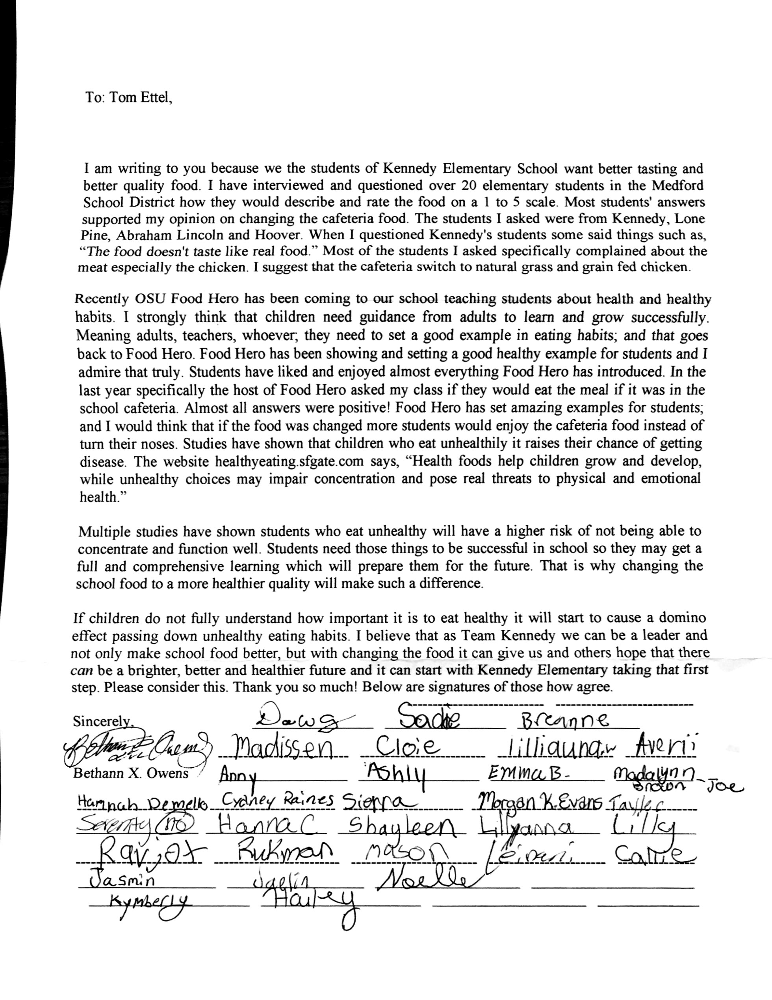 To: Tom Ettel,
I am writing to you because we the students of Kennedy Elementary School want better tasting and
better quality food. I have interviewed and questioned over 20 elementary students in the Medford
School District how they would describe and rate the food on a 1 to 5 scale. Most students' answers
supported my opinion on changing the cafeteria food. The students I asked were from Kennedy, Lone
Pine, Abraham Lincoln and Hoover. When I questioned Kennedy's students some said things such as,
“The food doesn't taste like real food.” Most of the students I asked specifically complained about the
meat especially the chicken. I suggest that the cafeteria switch to natural grass and grain fed chicken.
Recently OSU Food Hero has been coming to our school teaching students about health and healthy
habits. I strongly think that children need guidance from adults to learn and grow successfully.
Meaning adults, teachers, whoever; they need to set a good example in eating habits; and that goes
back to Food Hero. Food Hero has been showing and setting a good healthy example for students and I
admire that truly. Students have liked and enjoyed almost everything Food Hero has introduced. In the
last year specifically the host of Food Hero asked my class if they would eat the meal if it was in the
school cafeteria. Almost all answers were positive! Food Hero has set amazing examples for students;
and I would think that if the food was changed more students would enjoy the cafeteria food instead of
turn their noses. Studies have shown that children who eat unhealthily it raises their chance of getting
disease. The website healthyeating.sfgate.com says, “Health foods help children grow and develop,
while unhealthy choices may impair concentration and pose real threats to physical and emotional
health.”
Multiple studies have shown students who eat unhealthy will have a higher risk of not being able to
concentrate and function well. Students need those things to be successful in school so they may get a
full and comprehensive learning which will prepare them for the future. That is why changing the
school food to a more healthier quality will make such a difference.
If children do not fully understand how important it is to eat healthy it will start to cause a domino
effect passing down unhealthy eating habits. I believe that as Team Kennedy we can be a leader and
not only make school food better, but with changing the food it can give us and others hope that there
can be a brighter, better and healthier future and it can start with Kennedy Elementary taking that first
step. Please consider this. Thank you so much! Below are signatures of those how agree.
Sincerely, Dawg Sadie Breanne
Bethann Owens Madissen Cloie Lilliauna.w Averii
Bethann X. Owens Anny Ashly Emma B. Madalynn Brown - Joe
Hannah Demello Cydney Raines Sierra Morgan K. Evans Tayller
Serenity Hanna C Shayleen Lillyanna Lilly
Ravjot Rukman Mason Leilani Callie
Jasmin Jaelin Noelle
Kymberly Hailey